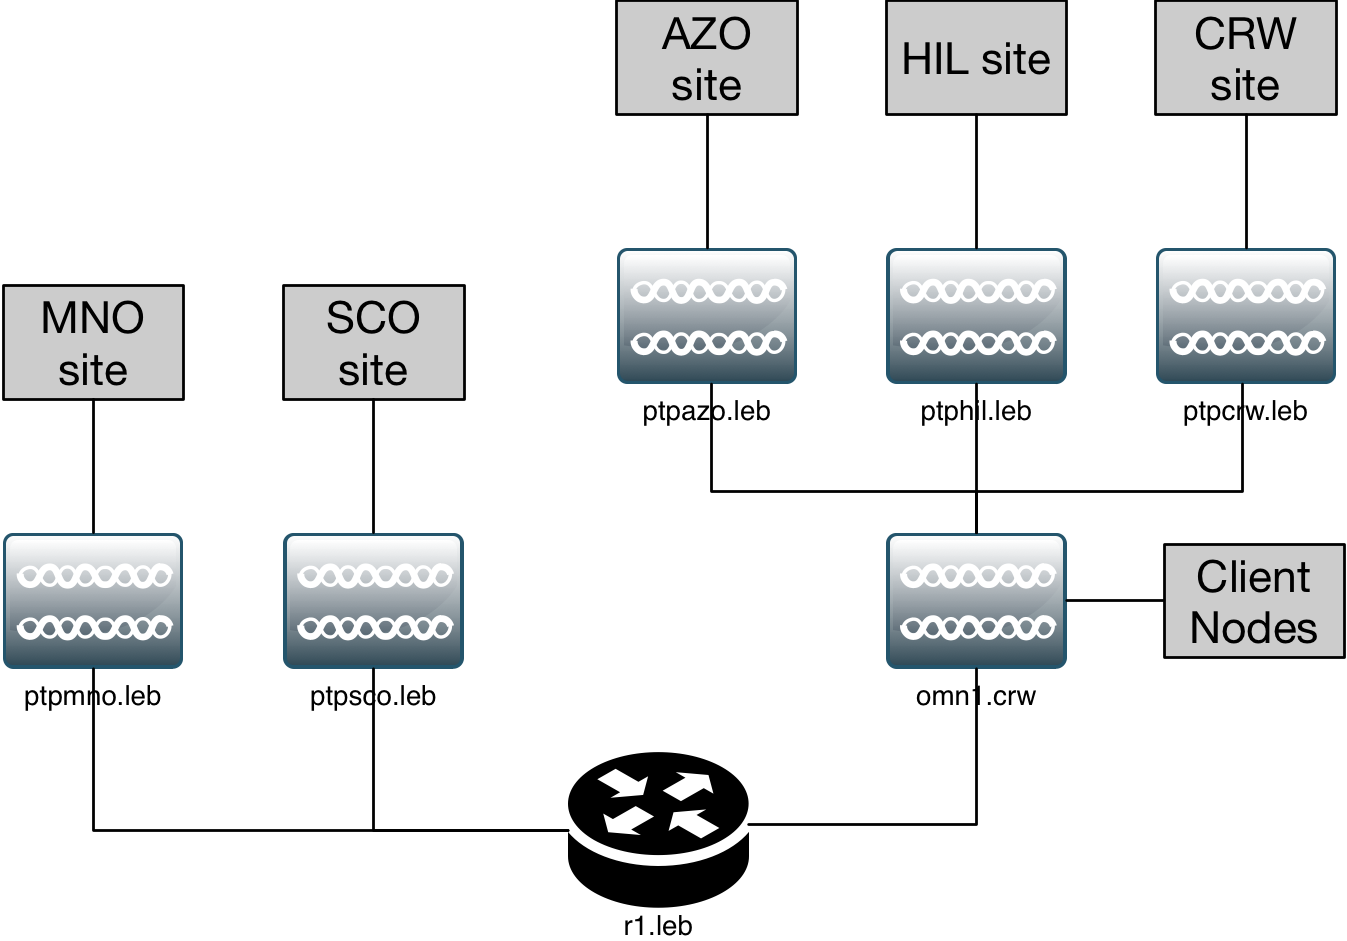 AZO
site
HIL site
CRW
site
MNO
site
SCO
site
ptpazo.leb
ptphil.leb
ptpcrw.leb
Client
Nodes
ptpmno.leb
ptpsco.leb
omn1.crw
r1.leb